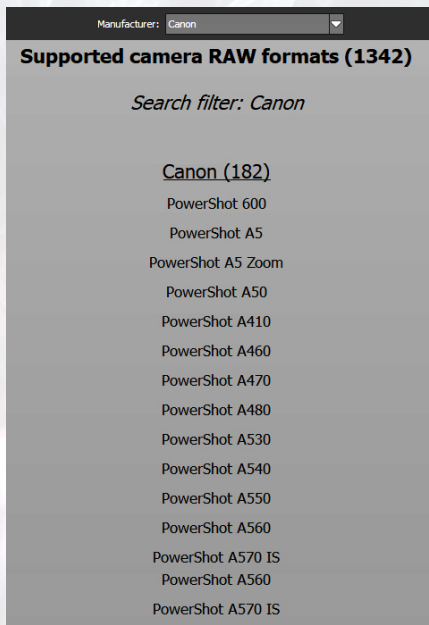 Manufacturer: Canon
Supported camera RAW formats (1342)
Search filter: Canon
Canon (182)
PowerShot 600
PowerShot A5
PowerShot A5 Zoom
PowerShot A50
PowerShot A410
PowerShot A460
PowerShot A470
PowerShot A480
PowerShot A530
PowerShot A540
PowerShot A550
PowerShot A560
PowerShot A570 IS
PowerShot A560
PowerShot A570 IS